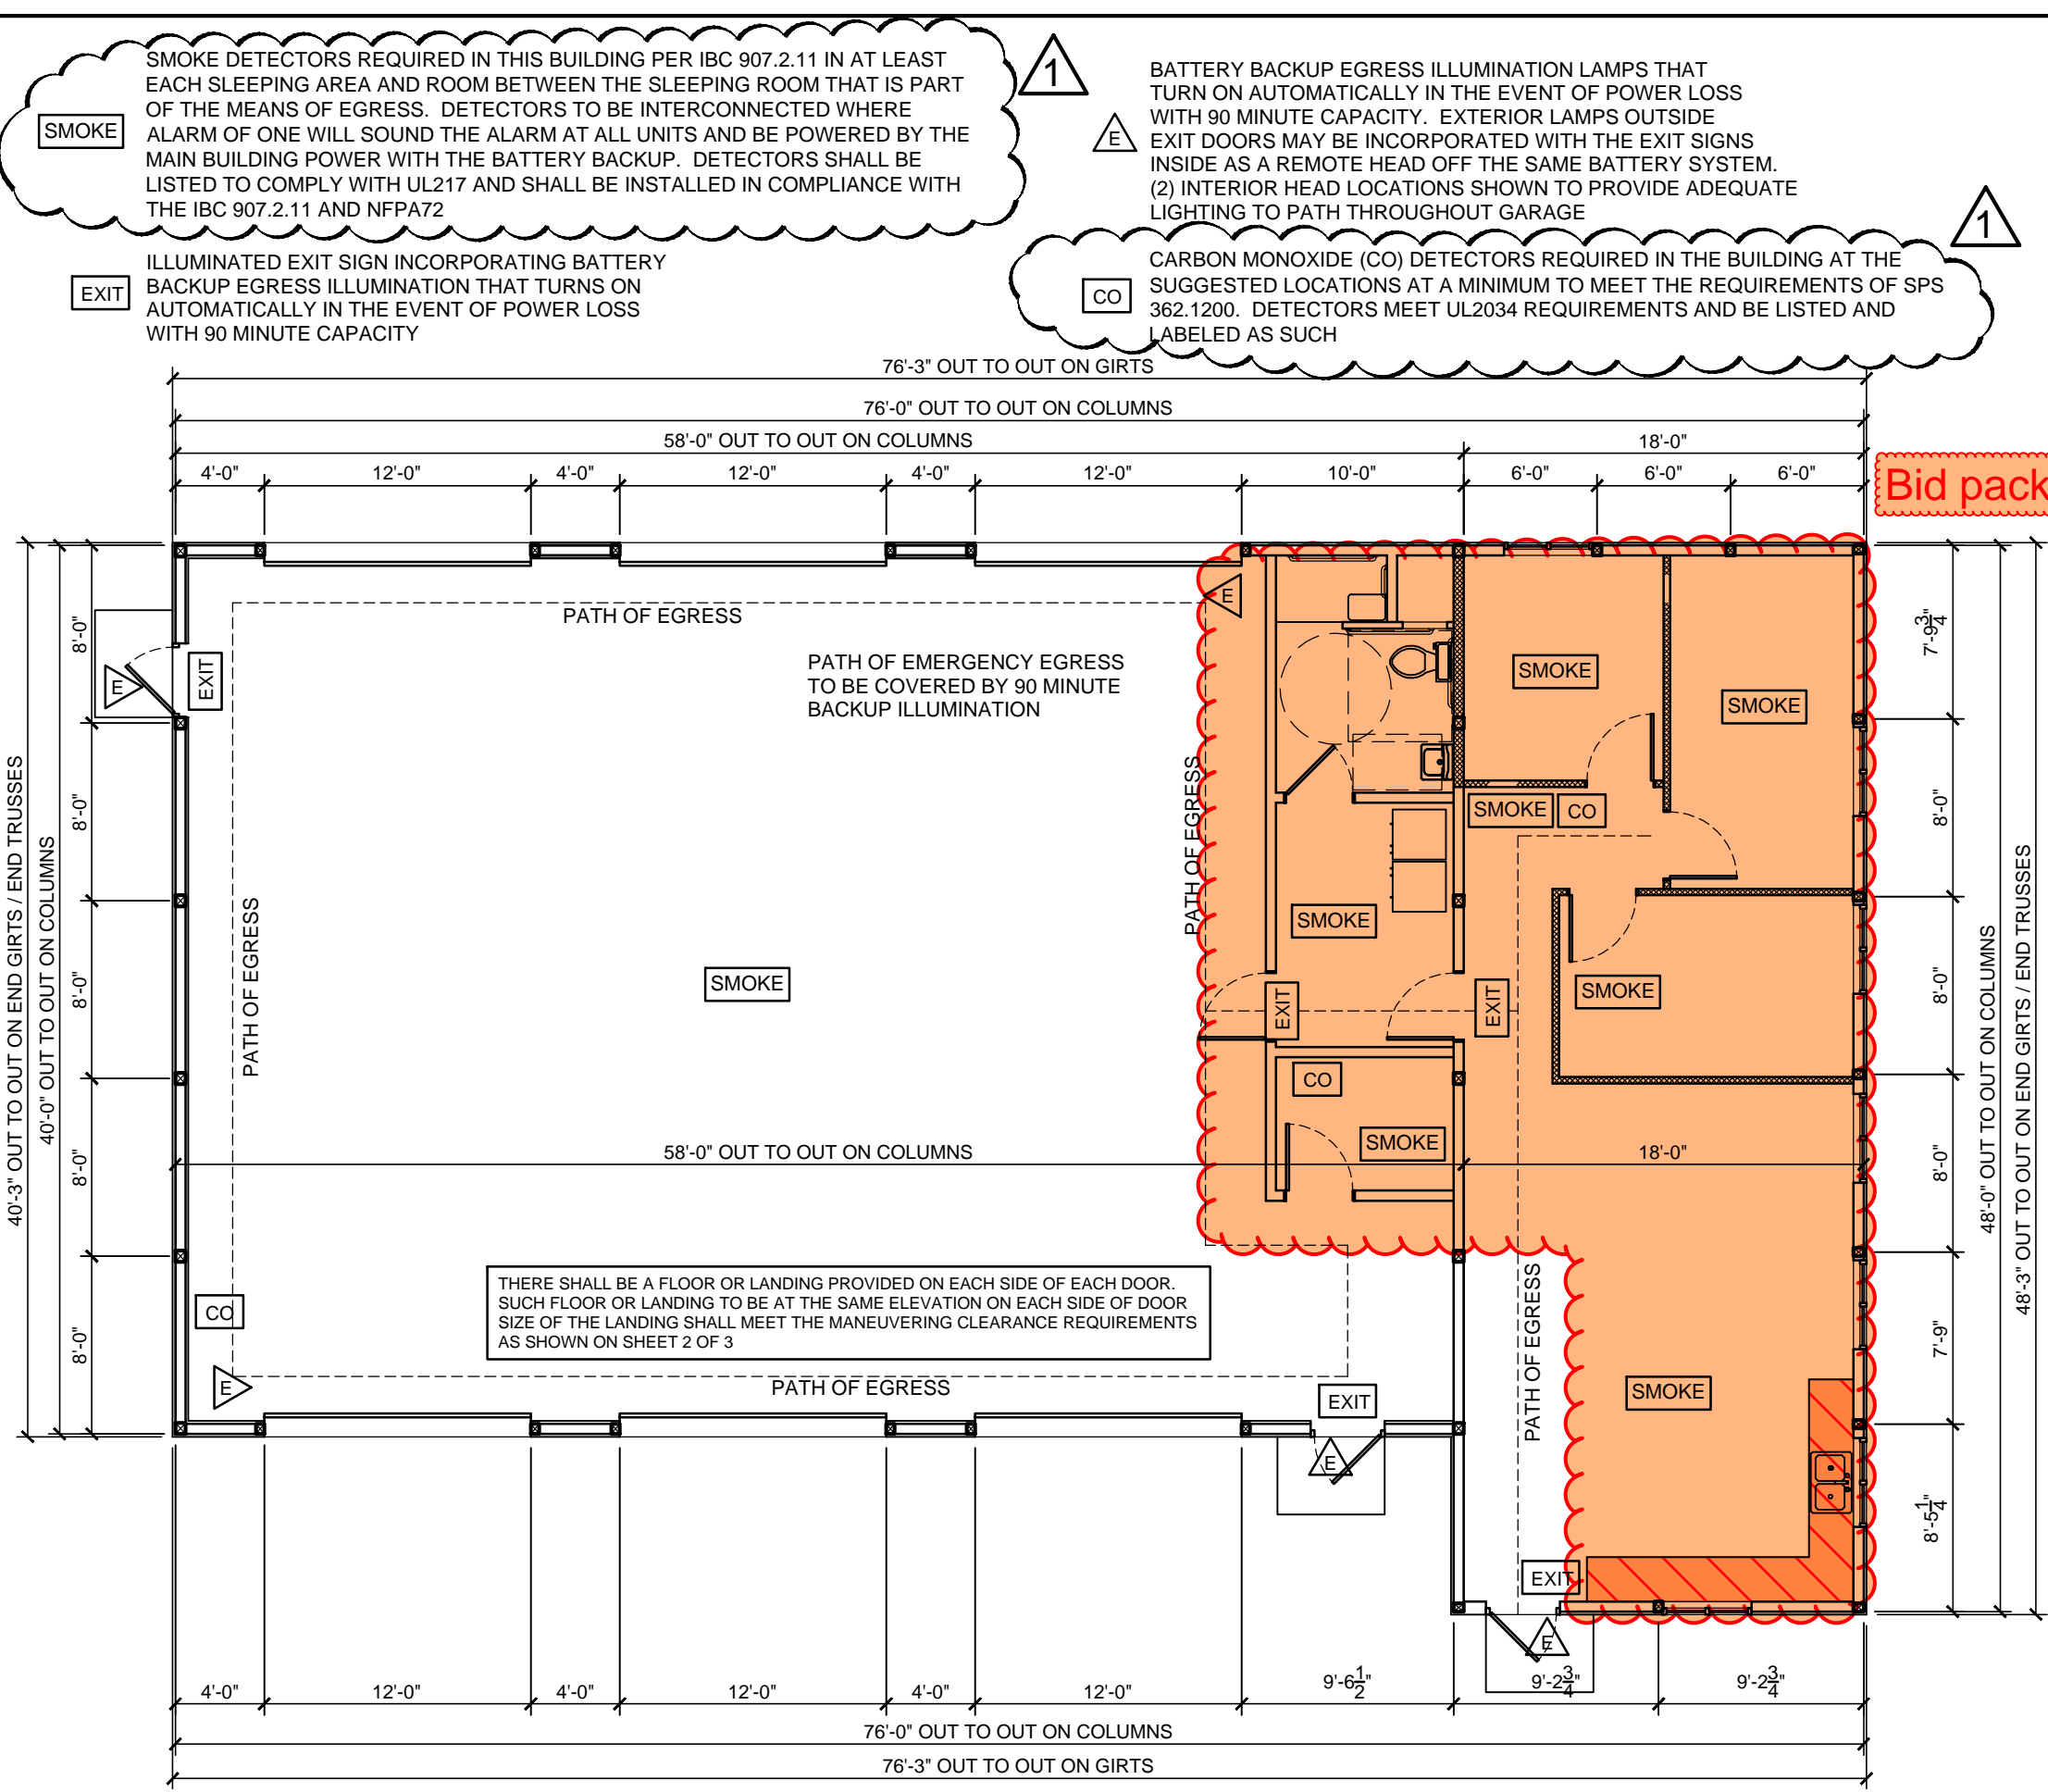 SMOKE DETECTORS REQUIRED IN THIS BUILDING PER IBC 907.2.11 IN AT LEAST
EACH SLEEPING AREA AND ROOM BETWEEN THE SLEEPING ROOM THAT IS PART
OF THE MEANS OF EGRESS. DETECTORS TO BE INTERCONNECTED WHERE
SMOKE
ALARM OF ONE WILL SOUND THE ALARM AT ALL UNITS AND BE POWERED BY THE
MAIN BUILDING POWER WITH THE BATTERY BACKUP. DETECTORS SHALL BE
LISTED TO COMPLY WITH UL217 AND SHALL BE INSTALLED IN COMPLIANCE WITH
THE IBC 907.2.11 AND NFPA72
1
BATTERY BACKUP EGRESS ILLUMINATION LAMPS THAT
TURN ON AUTOMATICALLY IN THE EVENT OF POWER LOSS
WITH 90 MINUTE CAPACITY. EXTERIOR LAMPS OUTSIDE
E
EXIT DOORS MAY BE INCORPORATED WITH THE EXIT SIGNS
INSIDE AS A REMOTE HEAD OFF THE SAME BATTERY SYSTEM.
(2) INTERIOR HEAD LOCATIONS SHOWN TO PROVIDE ADEQUATE
LIGHTING TO PATH THROUGHOUT GARAGE
1
ILLUMINATED EXIT SIGN INCORPORATING BATTERY
EXIT
BACKUP EGRESS ILLUMINATION THAT TURNS ON
AUTOMATICALLY IN THE EVENT OF POWER LOSS
WITH 90 MINUTE CAPACITY
CARBON MONOXIDE (CO) DETECTORS REQUIRED IN THE BUILDING AT THE
CO
SUGGESTED LOCATIONS AT A MINIMUM TO MEET THE REQUIREMENTS OF SPS
362.1200. DETECTORS MEET UL2034 REQUIREMENTS AND BE LISTED AND
LABELED AS SUCH
76'-3" OUT TO OUT ON GIRTS
76'-0" OUT TO OUT ON COLUMNS
58'-0" OUT TO OUT ON COLUMNS
18'-0"
4'-0"
12'-0"
4'-0"
12'-0"
4'-0"
12'-0"
10'-0"
6'-0"
6'-0"
6'-0"
Bid pack
40'-3" OUT TO OUT ON END GIRTS / END TRUSSES
40'-0" OUT TO OUT ON COLUMNS
8'-0"
8'-0"
8'-0"
8'-0"
8'-0"
E
EXIT
PATH OF EGRESS
E
PATH OF EMERGENCY EGRESS
TO BE COVERED BY 90 MINUTE
BACKUP ILLUMINATION
PATH OF EGRESS
PATH OF EGRESS
SMOKE
SMOKE
SMOKE
SMOKE
CO
SMOKE
SMOKE
SMOKE
EXIT
EXIT
CO
SMOKE
58'-0" OUT TO OUT ON COLUMNS
18'-0"
THERE SHALL BE A FLOOR OR LANDING PROVIDED ON EACH SIDE OF EACH DOOR.
SUCH FLOOR OR LANDING TO BE AT THE SAME ELEVATION ON EACH SIDE OF DOOR
SIZE OF THE LANDING SHALL MEET THE MANEUVERING CLEARANCE REQUIREMENTS
AS SHOWN ON SHEET 2 OF 3
CO
E
PATH OF EGRESS
EXIT
E
PATH OF EGRESS
SMOKE
EXIT
E
7'-9 3/4"
8'-0"
8'-0"
8'-0"
7'-9"
8'-5 1/4"
48'-0" OUT TO OUT ON COLUMNS
48'-3" OUT TO OUT ON END GIRTS / END TRUSSES
4'-0"
12'-0"
4'-0"
12'-0"
4'-0"
12'-0"
9'-6 1/2"
9'-2 3/4"
9'-2 3/4"
76'-0" OUT TO OUT ON COLUMNS
76'-3" OUT TO OUT ON GIRTS